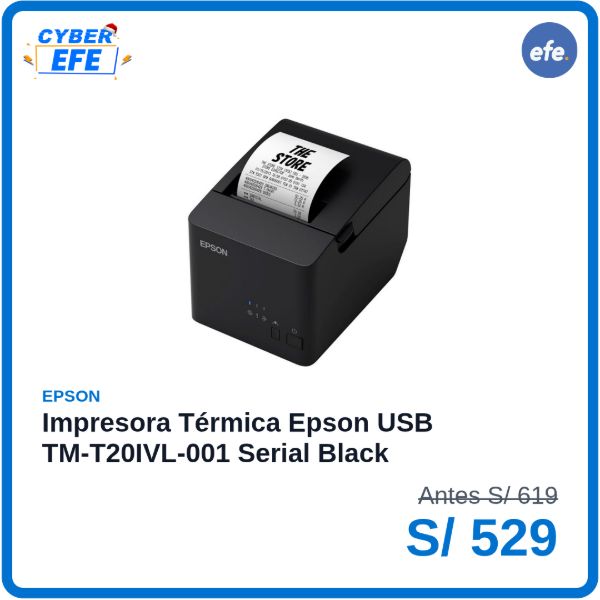 CYBER
EFE
efe.
THE
STORE
EPSON
EPSON
Impresora Térmica Epson USB
TM-T20IVL-001 Serial Black
Antes S/ 619
S/ 529